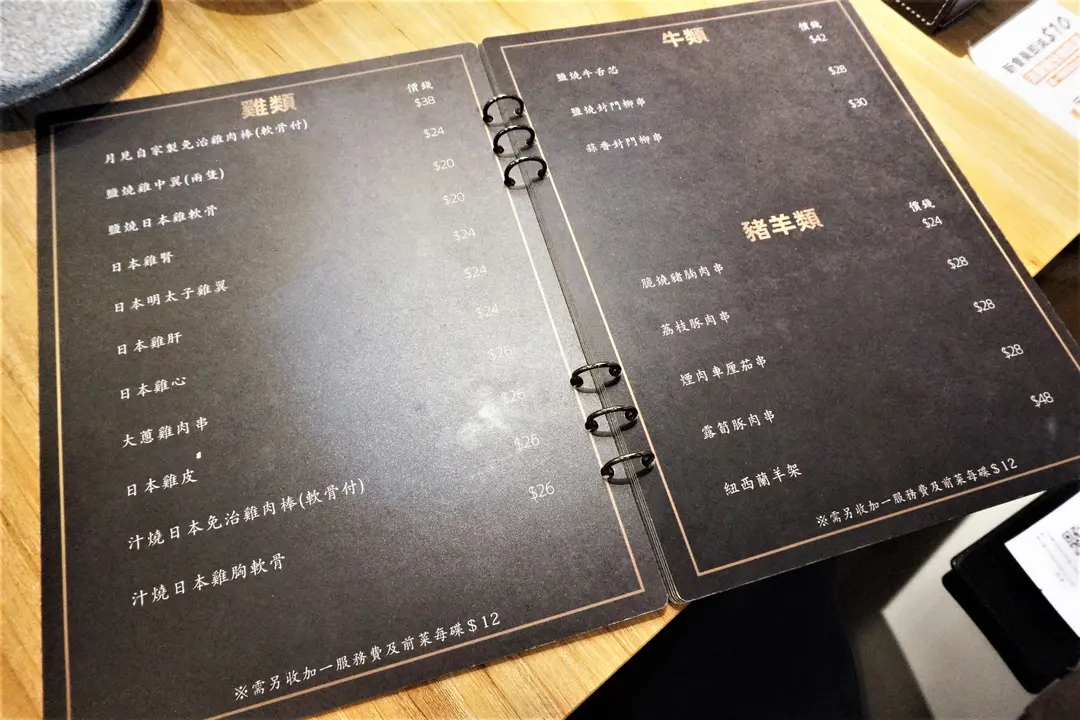 雞類
價錢
月見自家製免治雞肉棒(軟骨付) $38
鹽燒雞中翼(兩隻) $24
鹽燒日本雞軟骨 $20
日本雞腎 $20
日本明太子雞翼 $24
日本雞肝 $24
日本雞心 $24
大蔥雞肉串 $26
日本雞皮 $26
汁燒日本免治雞肉棒(軟骨付) $26
汁燒日本雞胸軟骨 $26
※需另收加一服務費及前菜每碟$12
牛類
價錢
鹽燒牛舌芯 $42
鹽燒封門柳串 $28
蒜香封門柳串 $30
豬羊類
價錢
脆燒豬腩肉串 $24
荔枝豚肉串 $28
煙肉車厘茄串 $28
露筍豚肉串 $28
紐西蘭羊架 $48
※需另收加一服務費及前菜每碟$12
$10